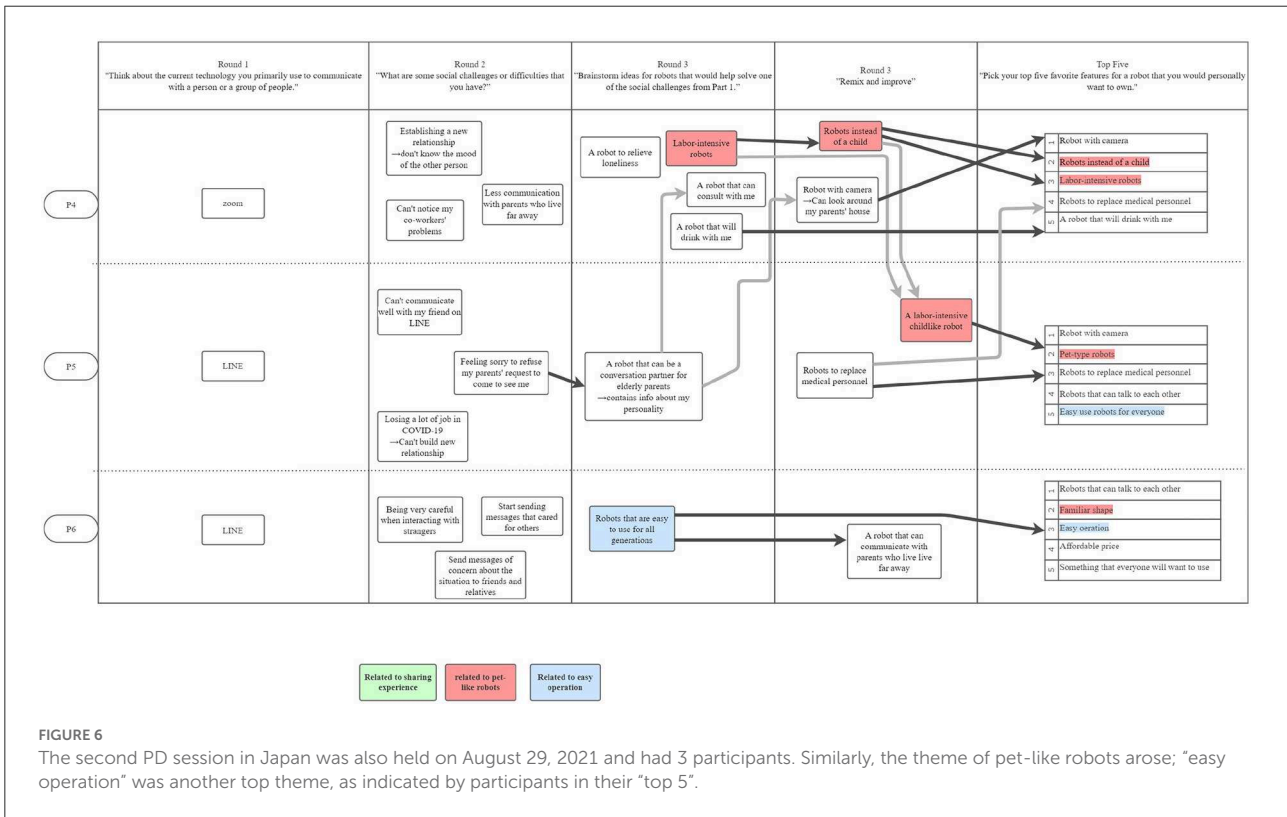 Round 1
"Think about the current technology you primarily use to communicate
with a person or a group of people."
Round 2
"What are some social challenges or difficulties that
you have?"
Round 3
"Brainstorm ideas for robots that would help solve one
of the social challenges from Part 1."
Round 3
"Remix and improve"
Top Five
"Pick your top five favorite features for a robot that you would personally
want to own."
P4
zoom
Establishing a new
relationship
→don't know the mood
of the other person
Less communication
with parents who live
far away
Can't notice my
co-workers'
problems
A robot to relieve
loneliness
Labor-intensive
robots
A robot that can
consult with me
A robot that will
drink with me
Robots instead
of a child
Robot with camera
→Can look around
my parents' house
1 Robot with camera
2 Robots instead of a child
3 Labor-intensive robots
4 Robots to replace medical personnel
5 A robot that will drink with me
P5
LINE
Can't communicate
well with my friend on
LINE
Feeling sorry to refuse
my parents' request to
come to see me
Losing a lot of job in
COVID-19
→Can't build new
relationship
A robot that can be a
conversation partner for
elderly parents
→contains info about my
personality
A labor-intensive
childlike robot
Robots to replace
medical personnel
1 Robot with camera
2 Pet-type robots
3 Robots to replace medical personnel
4 Robots that can talk to each other
5 Easy use robots for everyone
P6
LINE
Being very careful
when interacting with
strangers
Start sending
messages that cared
for others
Send messages of
concern about the
situation to friends and
relatives
Robots that are easy
to use for all
generations
A robot that can
communicate with
parents who live live
far away
1 Robots that can talk to each other
2 Familiar shape
3 Easy oeration
4 Affordable price
5 Something that everyone will want to use
Related to sharing
experience
related to pet-
like robots
Related to easy
operation
FIGURE 6
The second PD session in Japan was also held on August 29, 2021 and had 3 participants. Similarly, the theme of pet-like robots arose; "easy
operation" was another top theme, as indicated by participants in their "top 5".